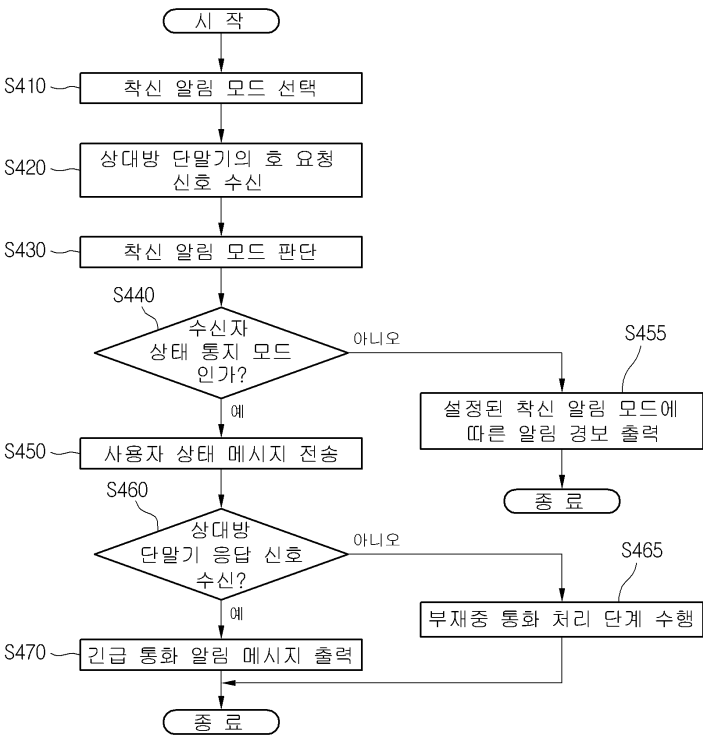 시 작
S410
착신 알림 모드 선택
S420
상대방 단말기의 호 요청
신호 수신
S430
착신 알림 모드 판단
S440
수신자
상태 통지 모드
인가?
아니오
예
S455
설정된 착신 알림 모드에
따른 알림 경보 출력
종 료
S450
사용자 상태 메시지 전송
S460
상대방
단말기 응답 신호
수신?
아니오
예
S465
부재중 통화 처리 단계 수행
S470
긴급 통화 알림 메시지 출력
종 료